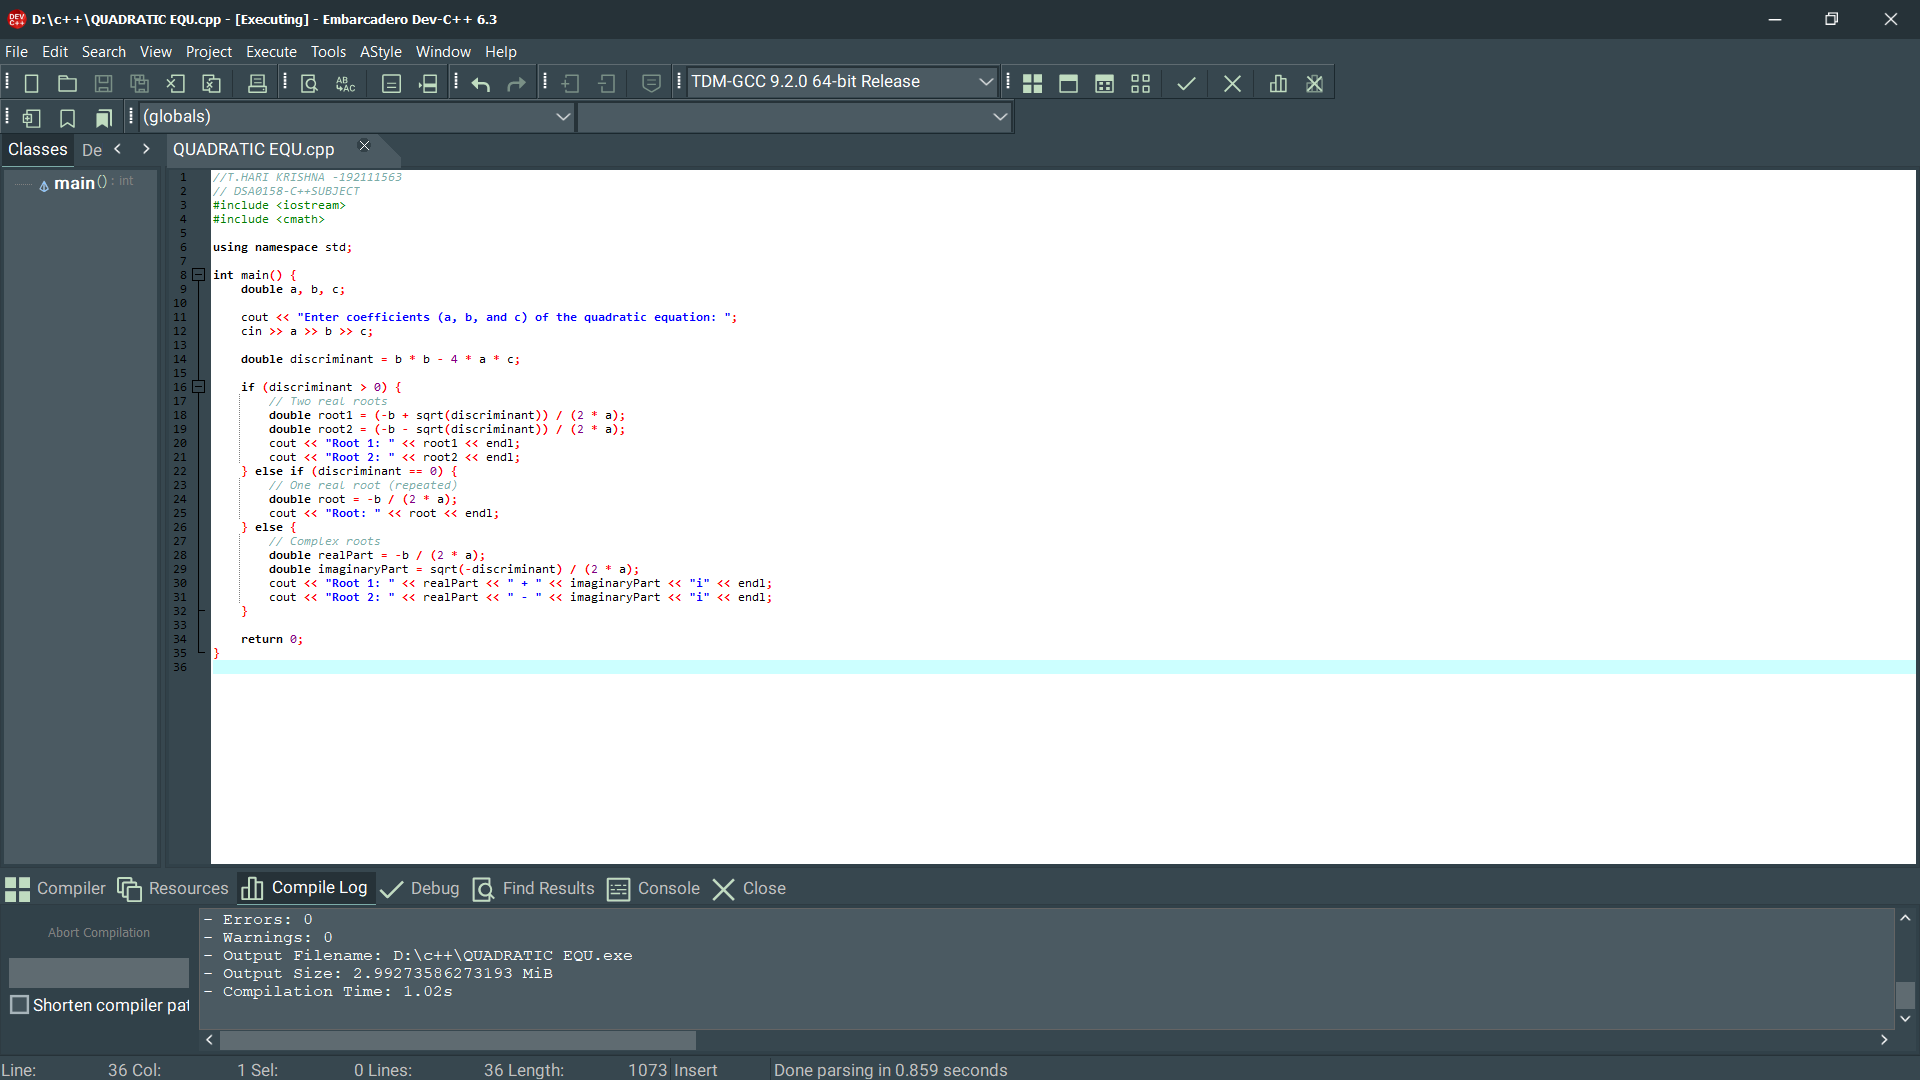 D:\c++\QUADRATIC EQU.cpp - [Executing] - Embarcadero Dev-C++ 6.3
File Edit Search View Project Execute Tools AStyle Window Help
TDM-GCC 9.2.0 64-bit Release
(globals)
Classes De QUADRATIC EQU.cpp
main() : int
1 //T.HARI KRISHNA -192111563
2 // DSA0158-C++SUBJECT
3 #include <iostream>
4 #include <cmath>
5
6 using namespace std;
7
8 int main() {
9 double a, b, c;
10
11 cout << "Enter coefficients (a, b, and c) of the quadratic equation: ";
12 cin >> a >> b >> c;
13
14 double discriminant = b * b - 4 * a * c;
15
16 if (discriminant > 0) {
17 // Two real roots
18 double root1 = (-b + sqrt(discriminant)) / (2 * a);
19 double root2 = (-b - sqrt(discriminant)) / (2 * a);
20 cout << "Root 1: " << root1 << endl;
21 cout << "Root 2: " << root2 << endl;
22 } else if (discriminant == 0) {
23 // One real root (repeated)
24 double root = -b / (2 * a);
25 cout << "Root: " << root << endl;
26 } else {
27 // Complex roots
28 double realPart = -b / (2 * a);
29 double imaginaryPart = sqrt(-discriminant) / (2 * a);
30 cout << "Root 1: " << realPart << " + " << imaginaryPart << "i" << endl;
31 cout << "Root 2: " << realPart << " - " << imaginaryPart << "i" << endl;
32 }
33
34 return 0;
35 }
36
Compiler Resources Compile Log Debug Find Results Console Close
Abort Compilation
Shorten compiler pat
- Errors: 0
- Warnings: 0
- Output Filename: D:\c++\QUADRATIC EQU.exe
- Output Size: 2.99273586273193 MiB
- Compilation Time: 1.02s
Line: 36 Col: 1 Sel: 0 Lines: 36 Length: 1073 Insert Done parsing in 0.859 seconds